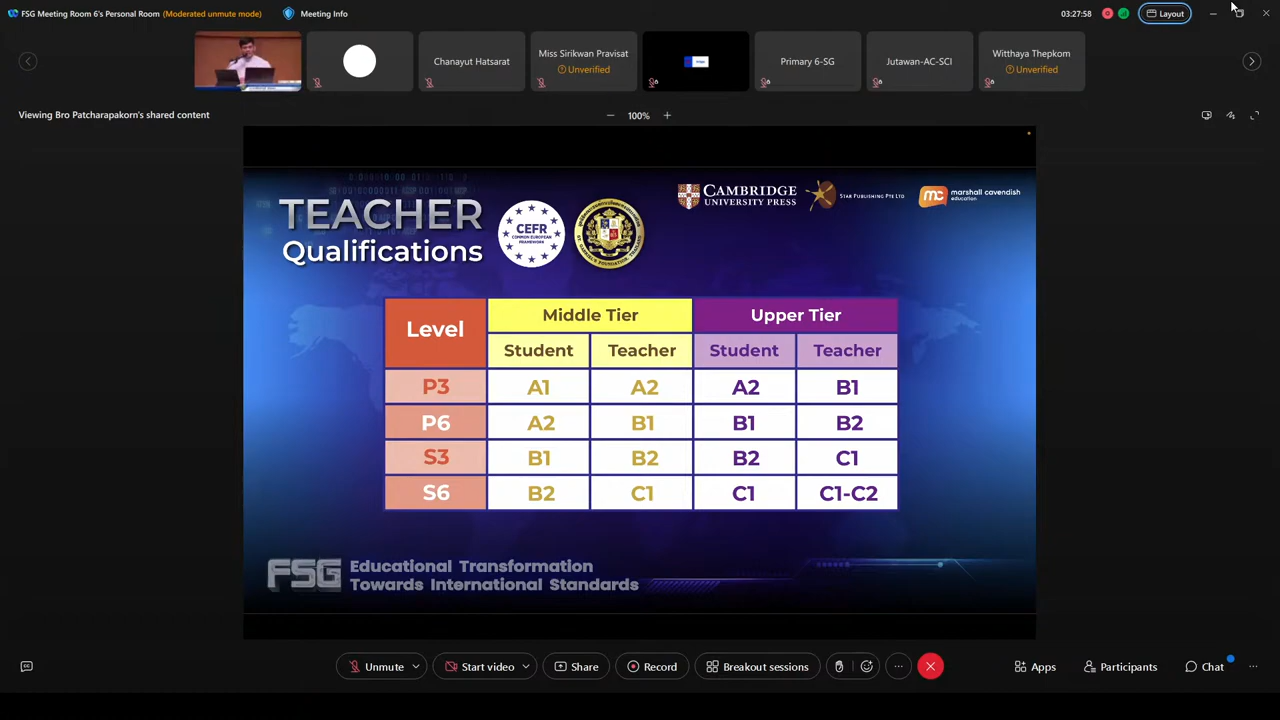 FSG Meeting Room 6's Personal Room (Moderated unmute mode)
Meeting Info
03:27:58
Layout
Chanayut Hatsarat
Miss Sirikwan Pravisat
Unverified
Primary 6-SG
Jutawan-AC-SCI
Witthaya Thepkom
Unverified
Viewing Bro Patcharapakorn's shared content
100%
TEACHER
Qualifications
CEFR
COMMON EUROPEAN
FRAMEWORK
CAMBRIDGE
UNIVERSITY PRESS
STAR PUBLISHING PTE LTD
mc
marshall cavendish
education
Level Middle Tier Upper Tier
Student Teacher Student Teacher
P3 A1 A2 A2 B1
P6 A2 B1 B1 B2
S3 B1 B2 B2 C1
S6 B2 C1 C1 C1-C2
FSG
Educational Transformation
Towards International Standards
Unmute
Start video
Share
Record
Breakout sessions
Apps
Participants
Chat